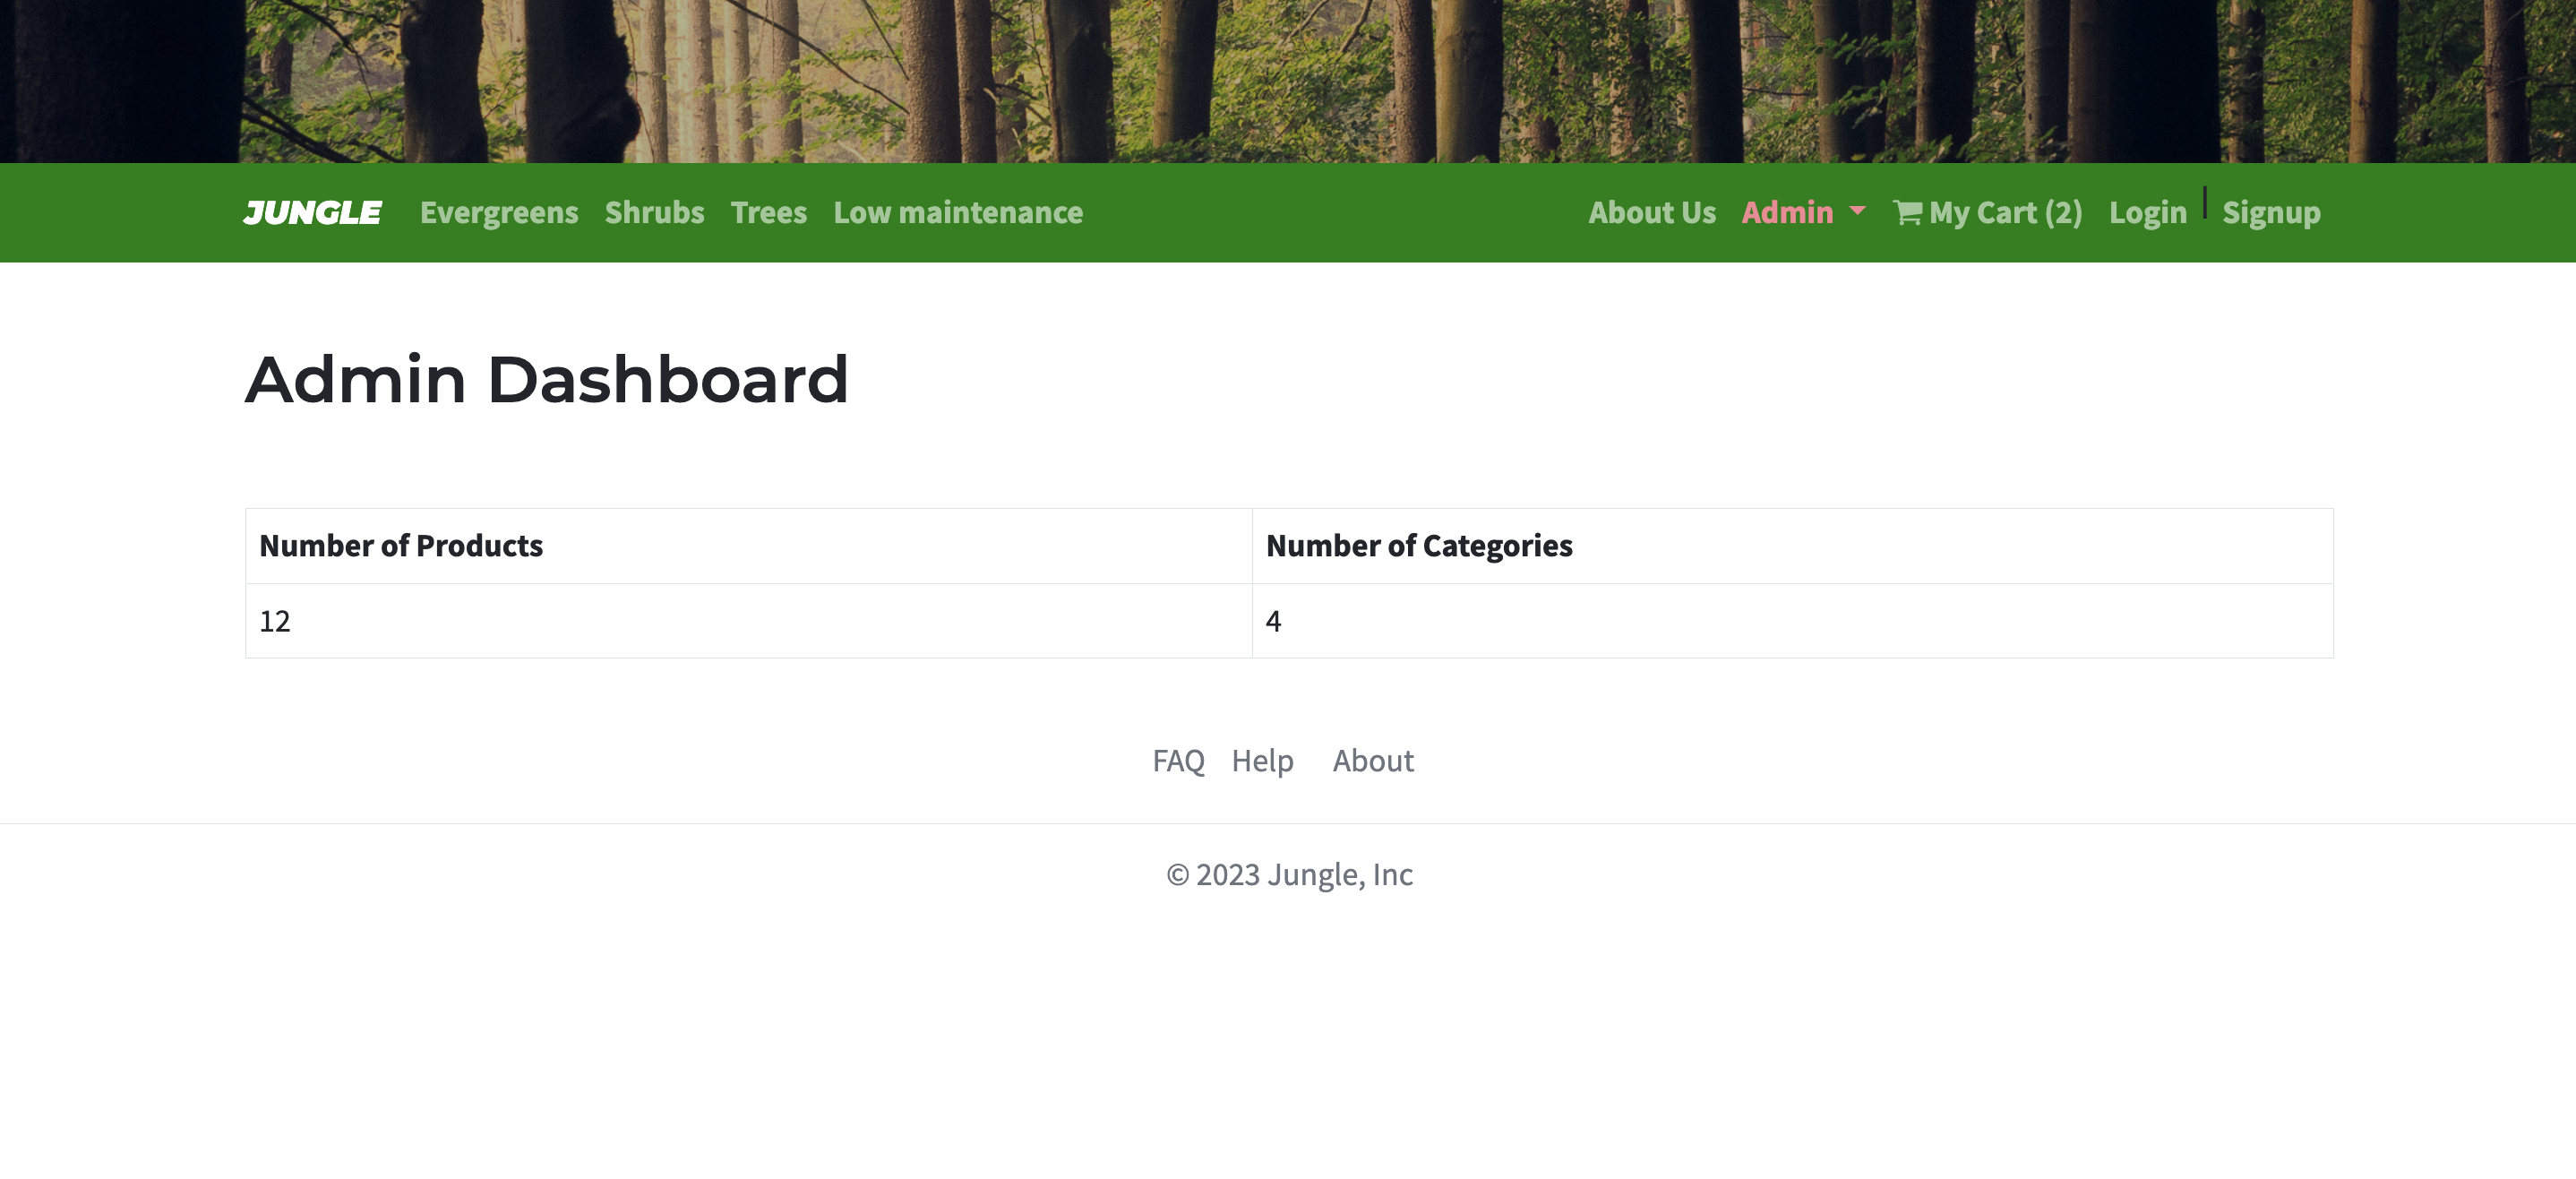 JUNGLE Evergreens Shrubs Trees Low maintenance About Us Admin My Cart (2) Login | Signup
Admin Dashboard
Number of Products Number of Categories
12 4
FAQ Help About
© 2023 Jungle, Inc